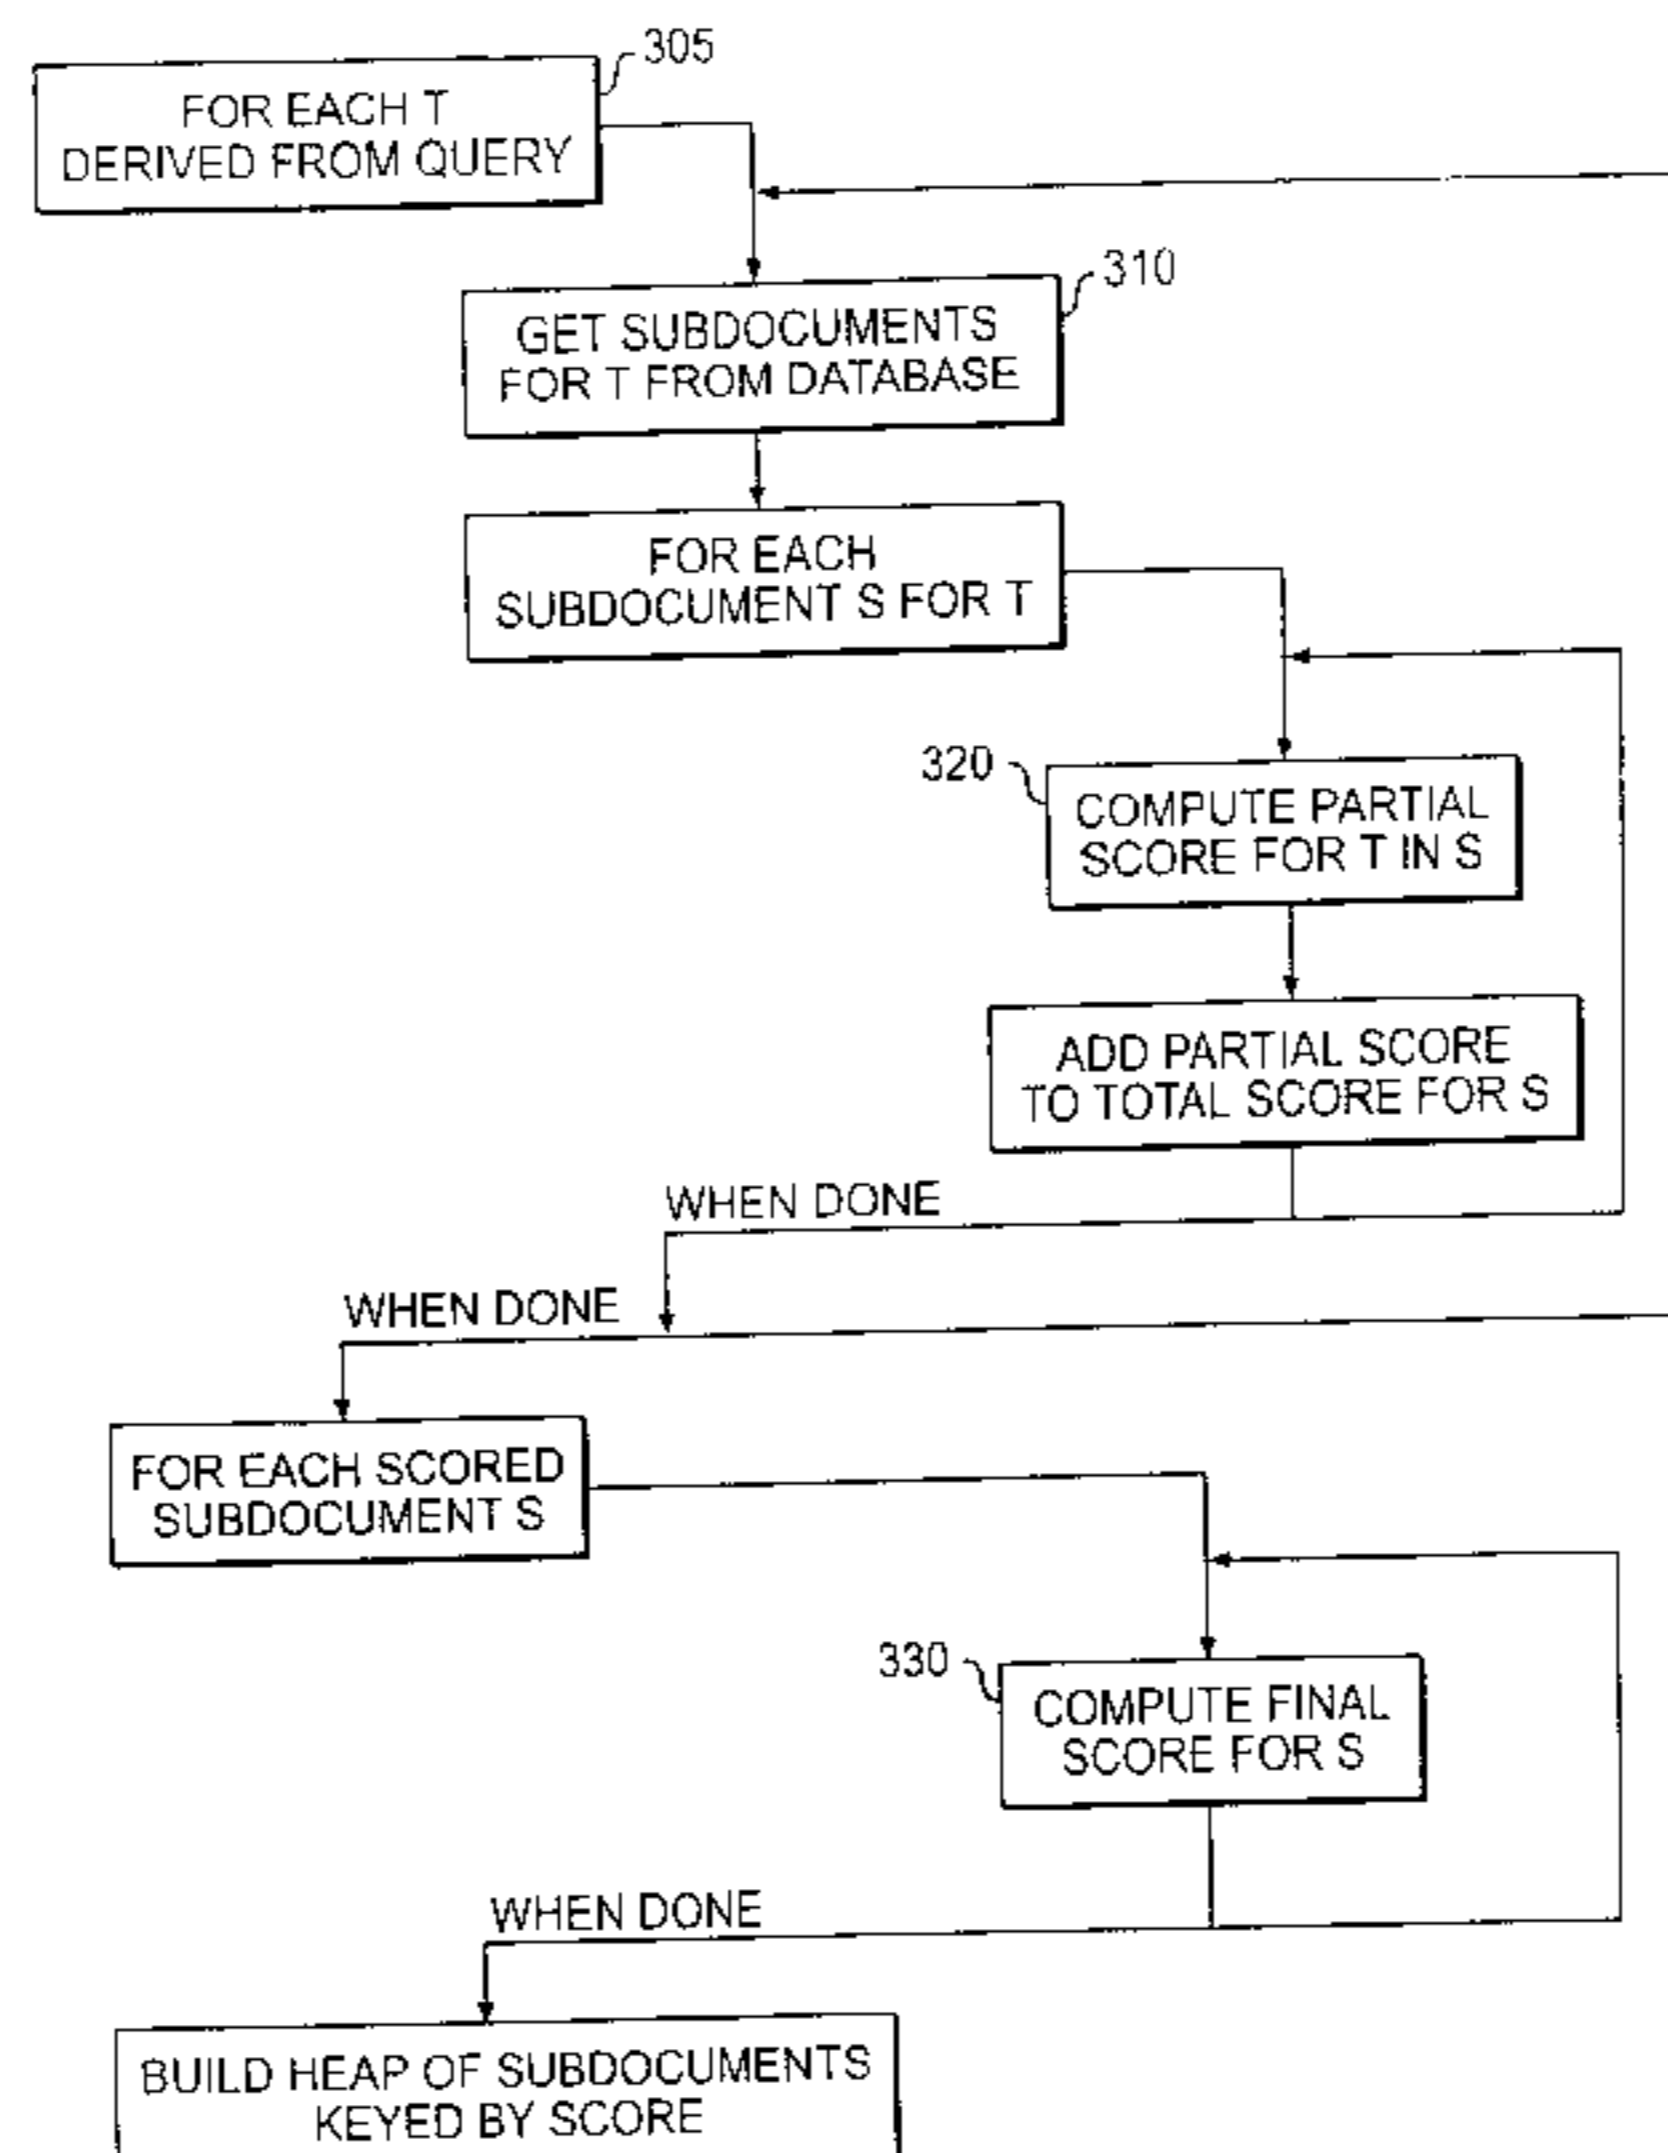 305
FOR EACH T
DERIVED FROM QUERY
310
GET SUBDOCUMENTS
FOR T FROM DATABASE
FOR EACH
SUBDOCUMENT S FOR T
320
COMPUTE PARTIAL
SCORE FOR T IN S
ADD PARTIAL SCORE
TO TOTAL SCORE FOR S
WHEN DONE
WHEN DONE
FOR EACH SCORED
SUBDOCUMENT S
330
COMPUTE FINAL
SCORE FOR S
WHEN DONE
BUILD HEAP OF SUBDOCUMENTS
KEYED BY SCORE